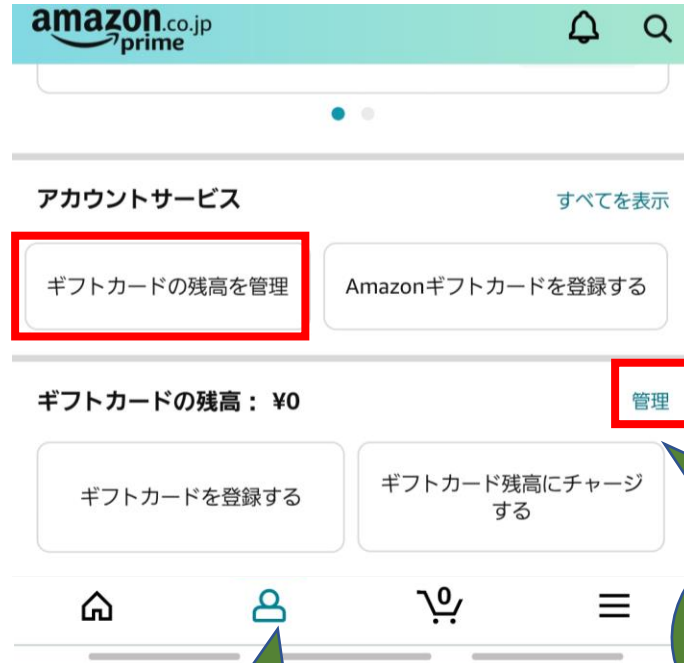 amazon.co.jp
prime
アカウントサービス すべてを表示
ギフトカードの残高を管理 Amazonギフトカードを登録する
ギフトカードの残高： ¥0 管理
ギフトカードを登録する ギフトカード残高にチャージ
する
0